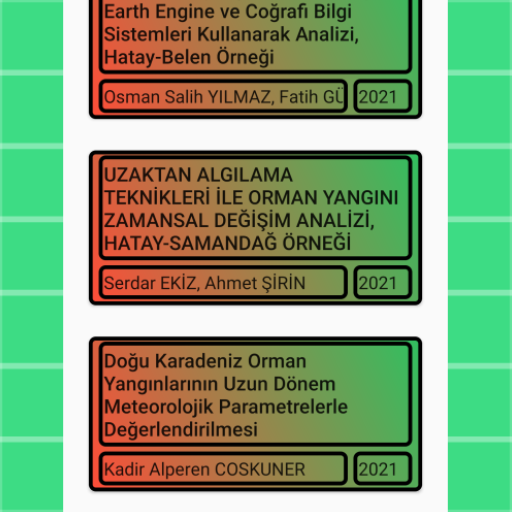 Earth Engine ve Coğrafi Bilgi
Sistemleri Kullanarak Analizi,
Hatay-Belen Örneği
Osman Salih YILMAZ, Fatih
2021
UZAKTAN ALGILAMA
TEKNİKLERİ İLE ORMAN YANGINI
ZAMANSAL DEĞİŞİM ANALİZİ,
HATAY-SAMANDAĞ ÖRNEĞİ
Serdar EKİZ, Ahmet ŞİRİN
2021
Doğu Karadeniz Orman
Yangınlarının Uzun Dönem
Meteorolojik Parametrelerle
Değerlendirilmesi
Kadir Alperen COSKUNER
2021